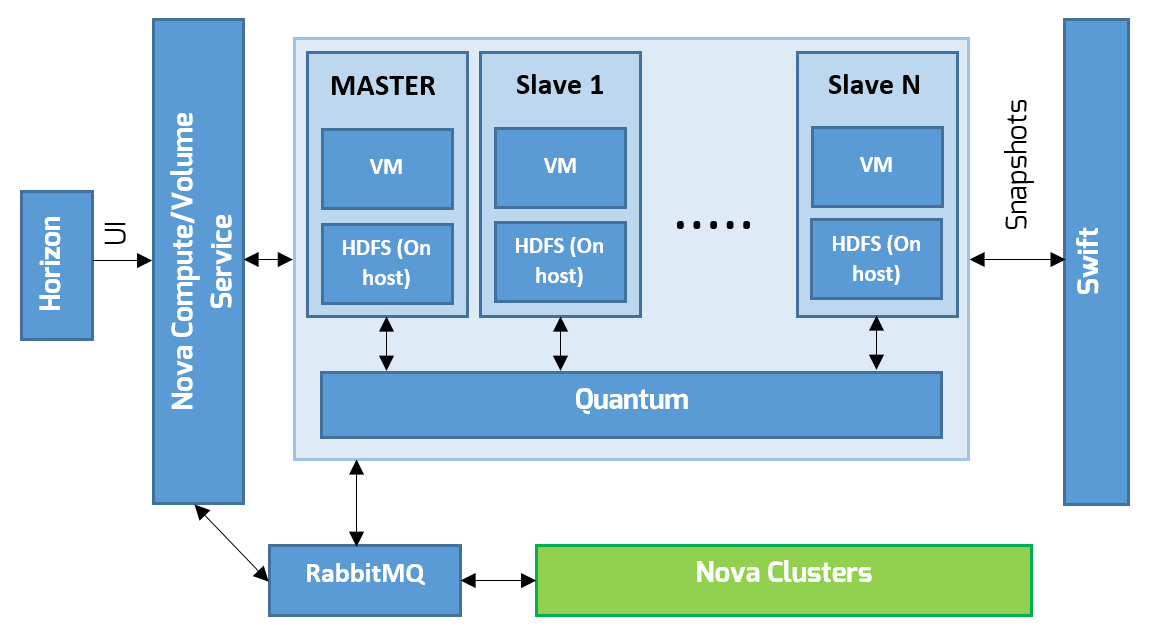 Horizon
UI
Nova Compute/Volume
Service
MASTER
VM
HDFS (On
host)
Slave 1
VM
HDFS (On
host)
.....
Slave N
VM
HDFS (On
host)
Quantum
Snapshots
Swift
RabbitMQ
Nova Clusters